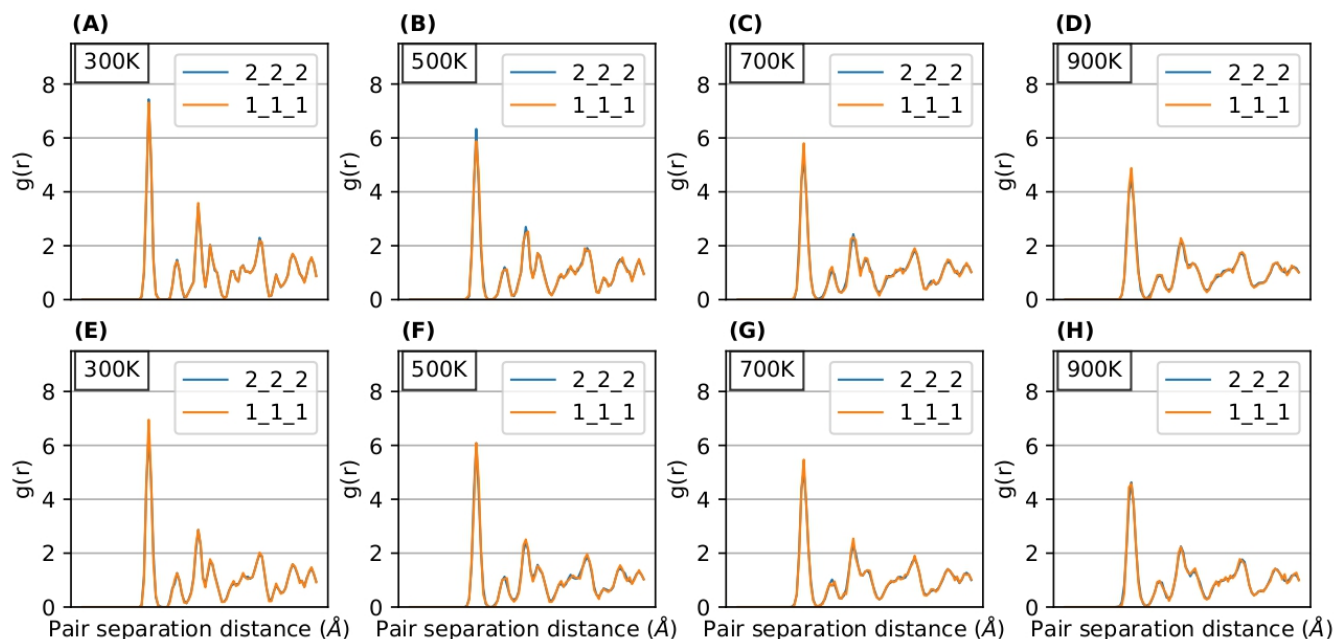 (A) (B) (C) (D)
300K 2_2_2 1_1_1 500K 2_2_2 1_1_1 700K 2_2_2 1_1_1 900K 2_2_2 1_1_1
8 8 8 8
6 6 6 6
g(r) g(r) g(r) g(r)
4 4 4 4
2 2 2 2
0 0 0 0
(E) (F) (G) (H)
300K 2_2_2 1_1_1 500K 2_2_2 1_1_1 700K 2_2_2 1_1_1 900K 2_2_2 1_1_1
8 8 8 8
6 6 6 6
g(r) g(r) g(r) g(r)
4 4 4 4
2 2 2 2
0 0 0 0
Pair separation distance (Å) Pair separation distance (Å) Pair separation distance (Å) Pair separation distance (Å)